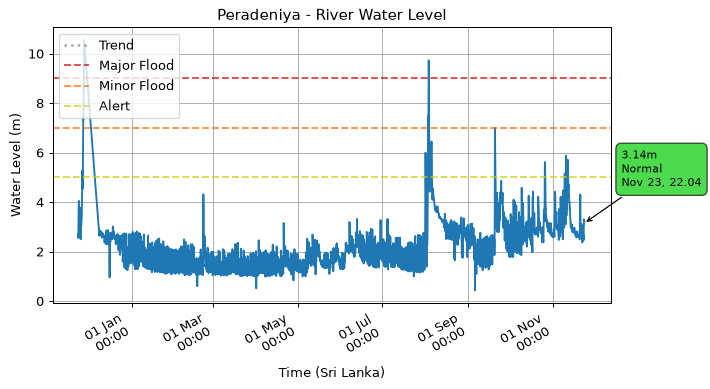 Peradeniya - River Water Level
Trend
Major Flood
Minor Flood
Alert
Water Level (m)
10
8
6
4
2
0
3.14m
Normal
Nov 23, 22:04
01 Jan
00:00
01 Mar
00:00
01 May
00:00
01 Jul
00:00
01 Sep
00:00
01 Nov
00:00
Time (Sri Lanka)